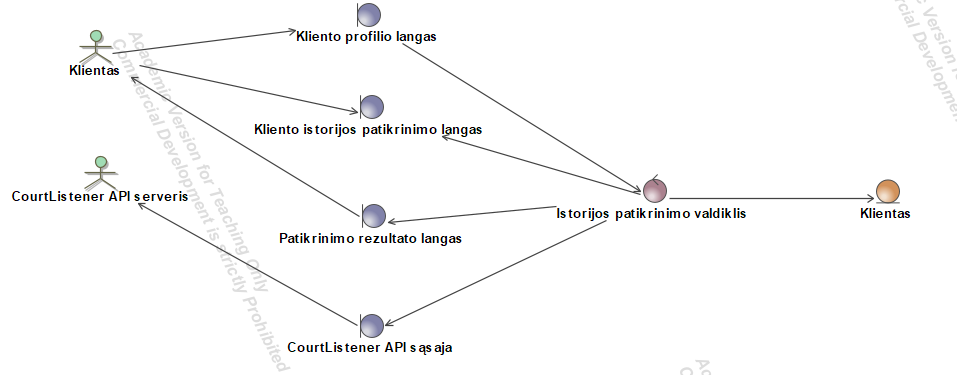 Kliento profilio langas
Klientas
Kliento istorijos patikrinimo langas
CourtListener API serveris
Istorijos patikrinimo valdiklis
Klientas
Patikrinimo rezultato langas
CourtListener API sąsaja
Academic Version for Teaching Only
Commercial Development is strictly Prohibited